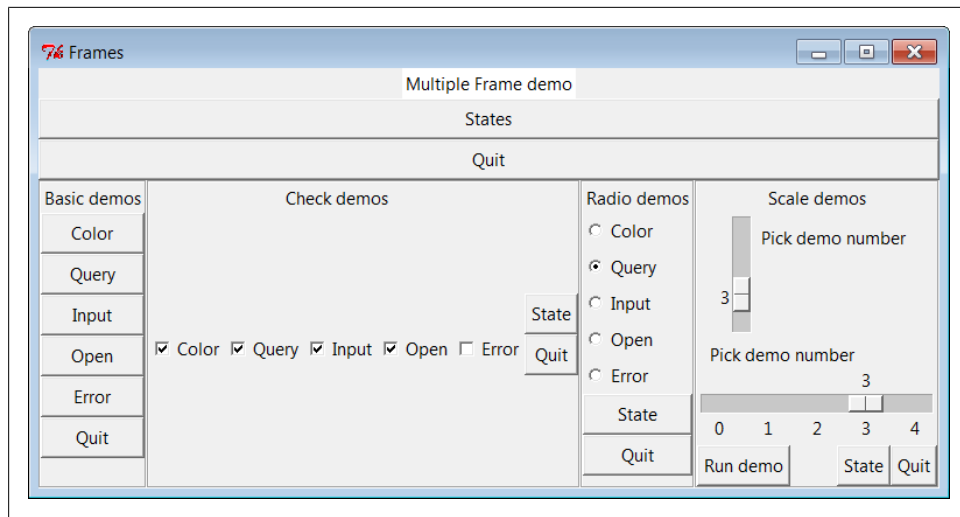 Frames
Multiple Frame demo
States
Quit
Basic demos
Color
Query
Input
Open
Error
Quit
Check demos
Color Query Input Open Error
State
Quit
Radio demos
Color
Query
Input
Open
Error
State
Quit
Scale demos
Pick demo number
3
Pick demo number
3
0 1 2 3 4
Run demo State Quit